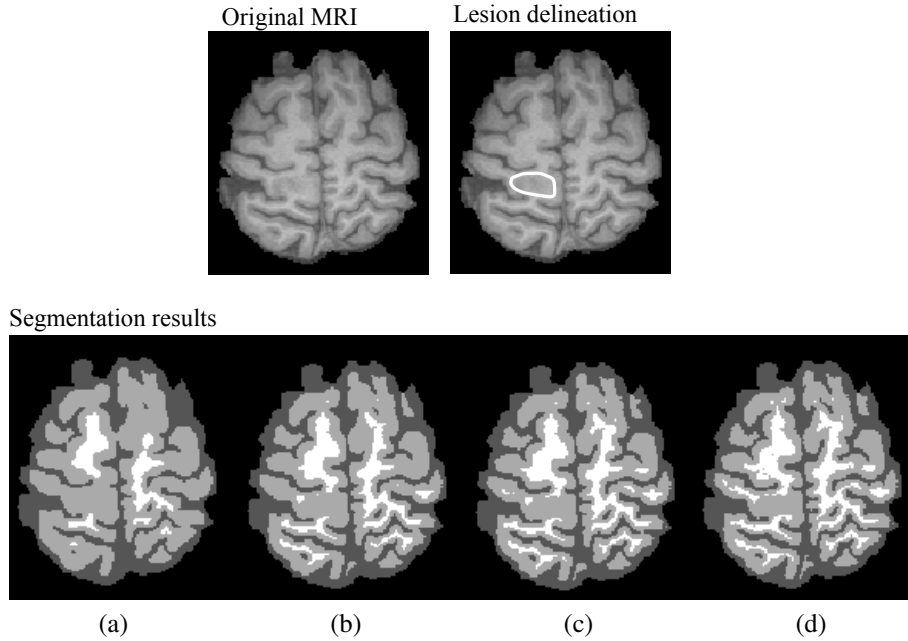 Original MRI
Lesion delineation
Segmentation results
(a)
(b)
(c)
(d)